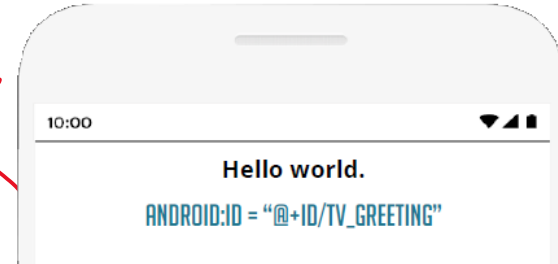 10:00
Hello world.
ANDROID:ID = “@+ID/TV_GREETING”